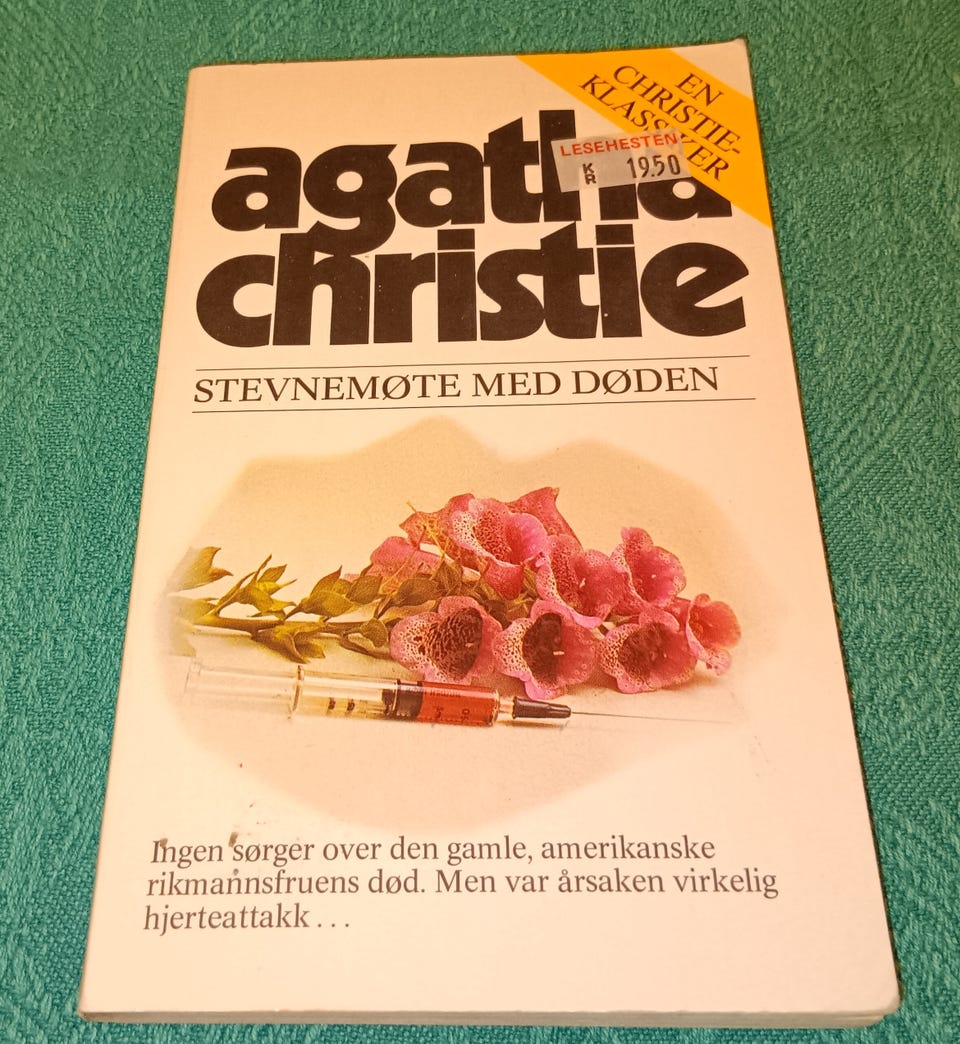 EN
CHRISTIE-
KLASSIKER
agatha
christie
LESEHESTEN
KR 19.50
STEVNEMØTE MED DØDEN
Ingen sørger over den gamle, amerikanske
rikmannsfruens død. Men var årsaken virkelig
hjerteattakk . . .